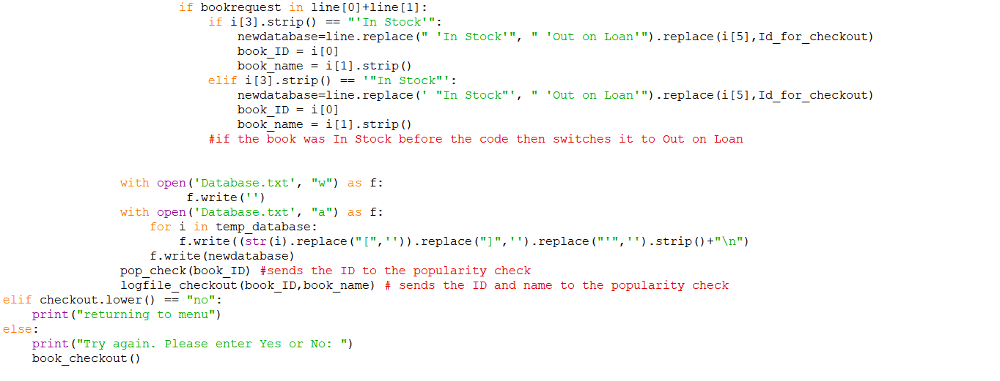 if bookrequest in line[0]+line[1]:
if i[3].strip() == "'In Stock'":
newdatabase=line.replace(" 'In Stock'", " 'Out on Loan'").replace(i[5],Id_for_checkout)
book_ID = i[0]
book_name = i[1].strip()
elif i[3].strip() == '"In Stock"':
newdatabase=line.replace(' "In Stock"', " 'Out on Loan'").replace(i[5],Id_for_checkout)
book_ID = i[0]
book_name = i[1].strip()
#if the book was In Stock before the code then switches it to Out on Loan
with open('Database.txt', "w") as f:
f.write('')
with open('Database.txt', "a") as f:
for i in temp_database:
f.write((str(i).replace("[",'')).replace("]",'').replace("'",'').strip()+"\n")
f.write(newdatabase)
pop_check(book_ID) #sends the ID to the popularity check
logfile_checkout(book_ID,book_name) # sends the ID and name to the popularity check
elif checkout.lower() == "no":
print("returning to menu")
else:
print("Try again. Please enter Yes or No: ")
book_checkout()